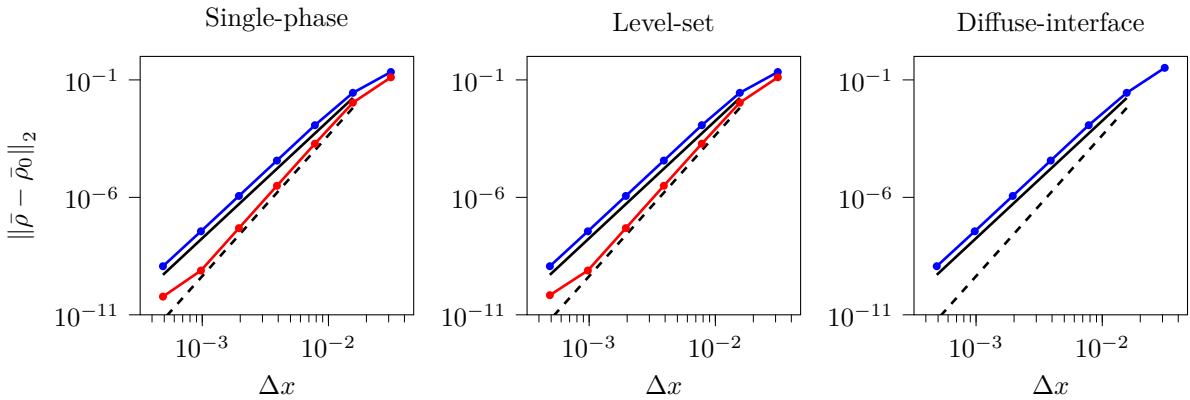 Single-phase
Level-set
Diffuse-interface
‖ρ̄ − ρ̄₀‖₂
10⁻¹
10⁻⁶
10⁻¹¹
10⁻³
10⁻²
Δx
10⁻¹
10⁻⁶
10⁻¹¹
10⁻³
10⁻²
Δx
10⁻¹
10⁻⁶
10⁻¹¹
10⁻³
10⁻²
Δx